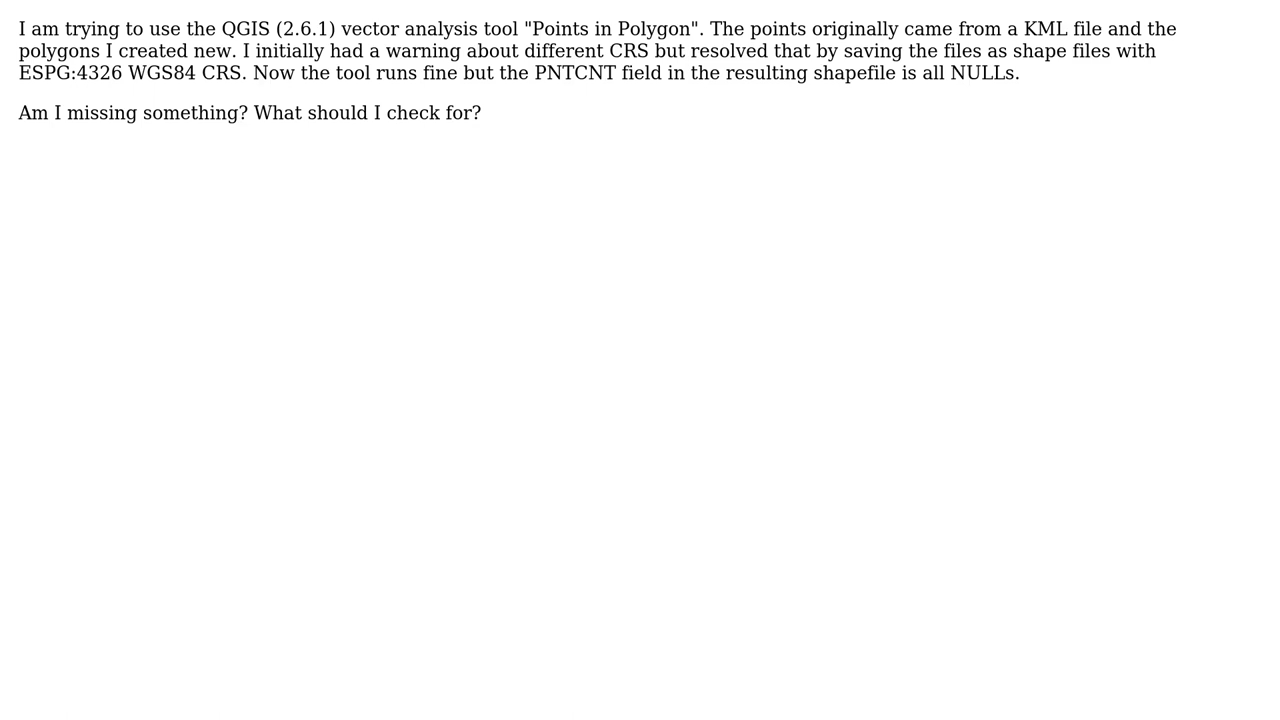 I am trying to use the QGIS (2.6.1) vector analysis tool "Points in Polygon". The points originally came from a KML file and the
polygons I created new. I initially had a warning about different CRS but resolved that by saving the files as shape files with
ESPG:4326 WGS84 CRS. Now the tool runs fine but the PNTCNT field in the resulting shapefile is all NULLs.
Am I missing something? What should I check for?